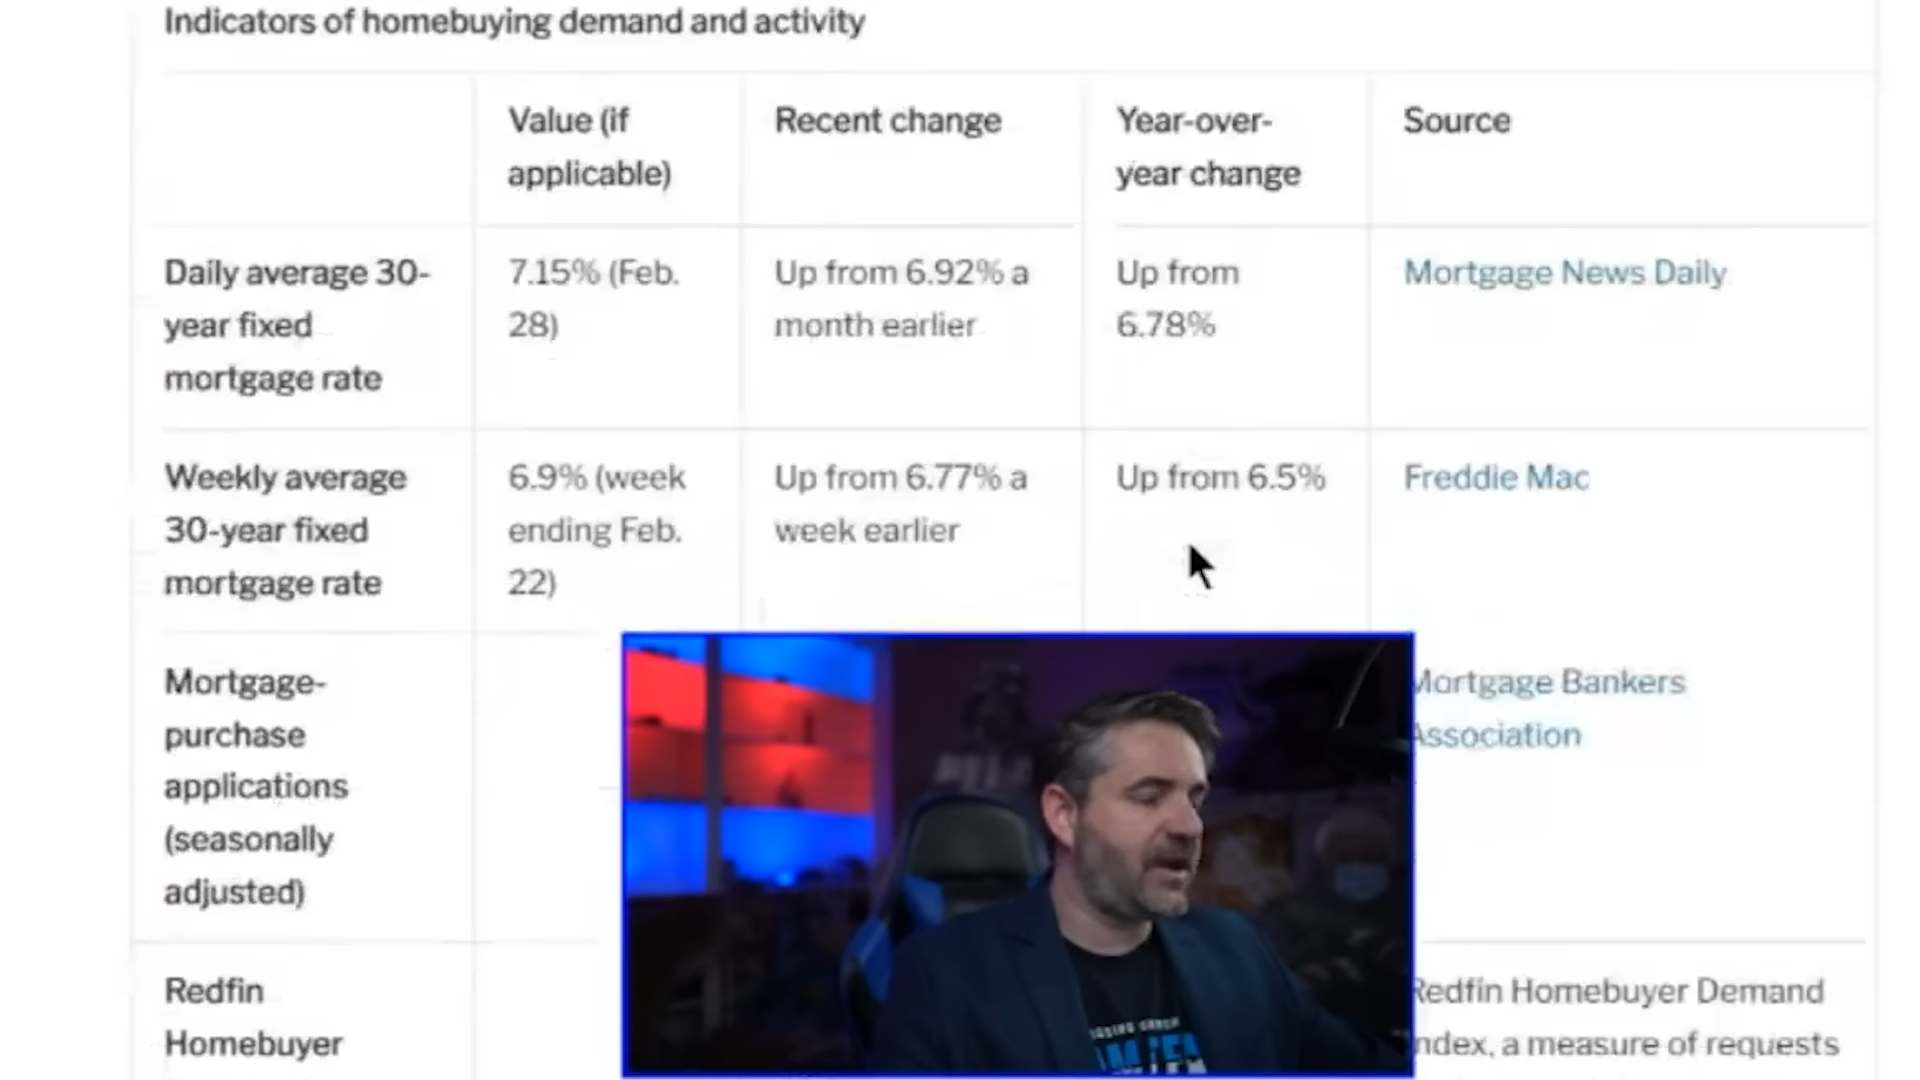 Indicators of homebuying demand and activity
Value (if
applicable)
Recent change
Year-over-
year change
Source
Daily average 30-
year fixed
mortgage rate
7.15% (Feb.
28)
Up from 6.92% a
month earlier
Up from
6.78%
Mortgage News Daily
Weekly average
30-year fixed
mortgage rate
6.9% (week
ending Feb.
22)
Up from 6.77% a
week earlier
Up from 6.5%
Freddie Mac
Mortgage-
purchase
applications
(seasonally
adjusted)
Mortgage Bankers
Association
Redfin
Homebuyer
Redfin Homebuyer Demand
Index, a measure of requests